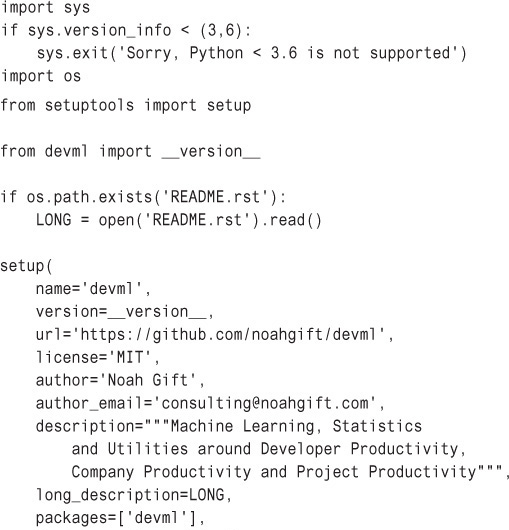 import sys
if sys.version_info < (3,6):
    sys.exit('Sorry, Python < 3.6 is not supported')
import os
from setuptools import setup

from devml import __version__

if os.path.exists('README.rst'):
    LONG = open('README.rst').read()

setup(
    name='devml',
    version=__version__,
    url='https://github.com/noahgift/devml',
    license='MIT',
    author='Noah Gift',
    author_email='consulting@noahgift.com',
    description="""Machine Learning, Statistics
        and Utilities around Developer Productivity,
        Company Productivity and Project Productivity""",
    long_description=LONG,
    packages=['devml'],